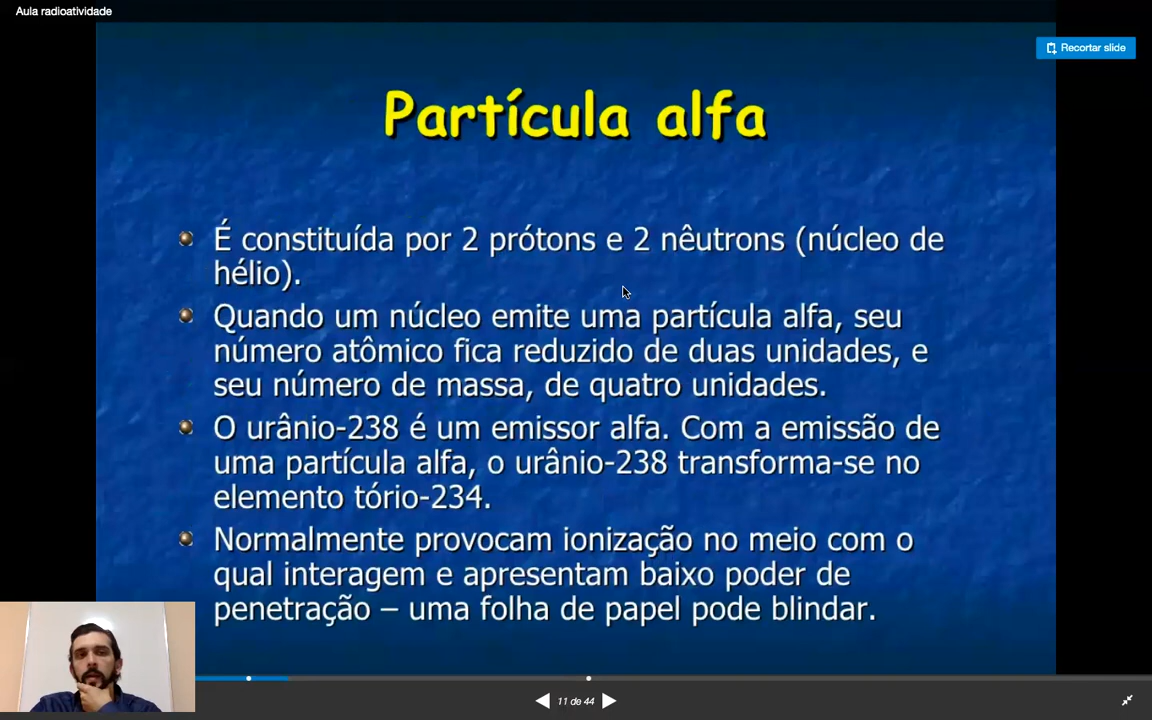 Aula radioatividade
Recortar slide
Partícula alfa
É constituída por 2 prótons e 2 nêutrons (núcleo de
hélio).
Quando um núcleo emite uma partícula alfa, seu
número atômico fica reduzido de duas unidades, e
seu número de massa, de quatro unidades.
O urânio-238 é um emissor alfa. Com a emissão de
uma partícula alfa, o urânio-238 transforma-se no
elemento tório-234.
Normalmente provocam ionização no meio com o
qual interagem e apresentam baixo poder de
penetração – uma folha de papel pode blindar.
11 de 44